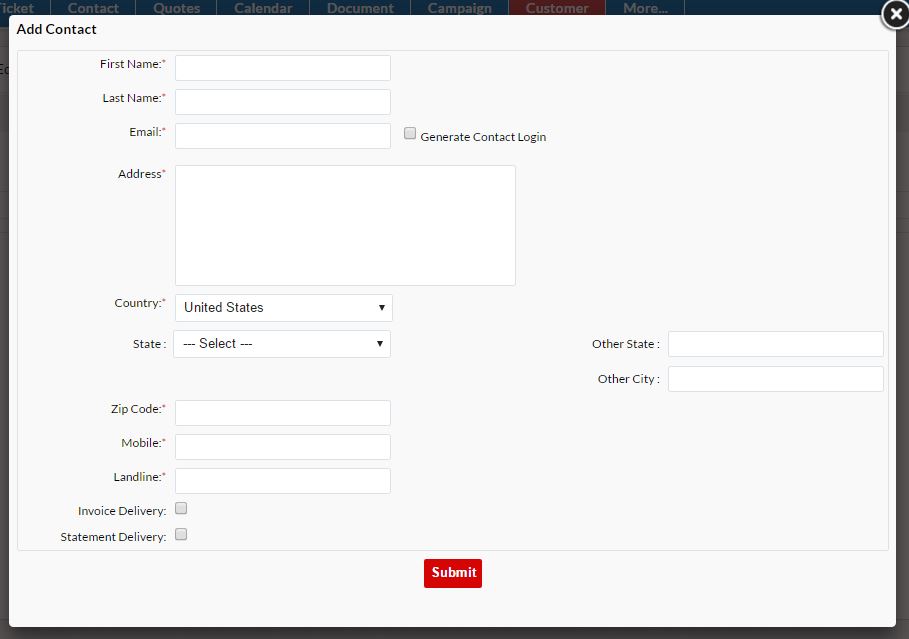 Ticket Contact Quotes Calendar Document Campaign Customer More...
Add Contact
First Name:*
Last Name:*
Email:* Generate Contact Login
Address*
Country:* United States
State : --- Select --- Other State :
Other City :
Zip Code:*
Mobile:*
Landline:*
Invoice Delivery:
Statement Delivery:
Submit